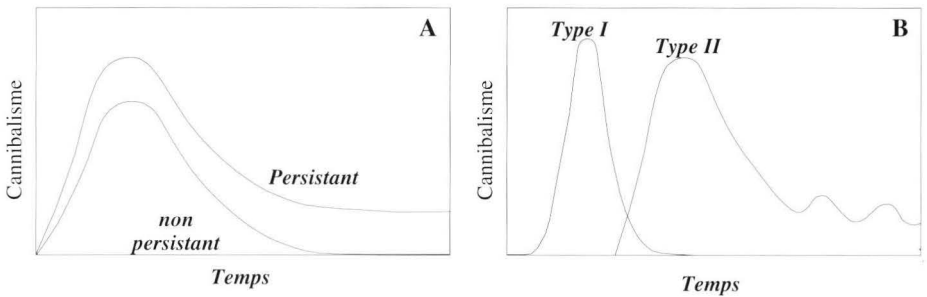 A
Cannibalisme
Persistant
non
persistant
Temps
B
Type I
Type II
Cannibalisme
Temps